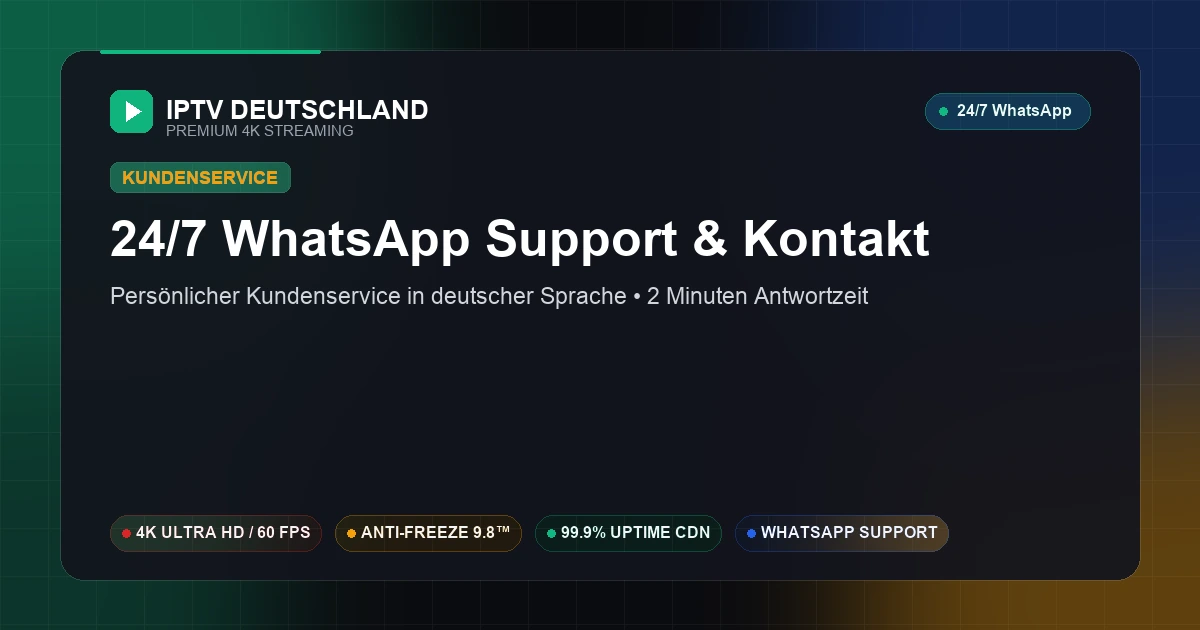 IPTV DEUTSCHLAND
PREMIUM 4K STREAMING
24/7 WhatsApp
KUNDENSERVICE
24/7 WhatsApp Support & Kontakt
Persönlicher Kundenservice in deutscher Sprache • 2 Minuten Antwortzeit
4K ULTRA HD / 60 FPS
ANTI-FREEZE 9.8™
99.9% UPTIME CDN
WHATSAPP SUPPORT